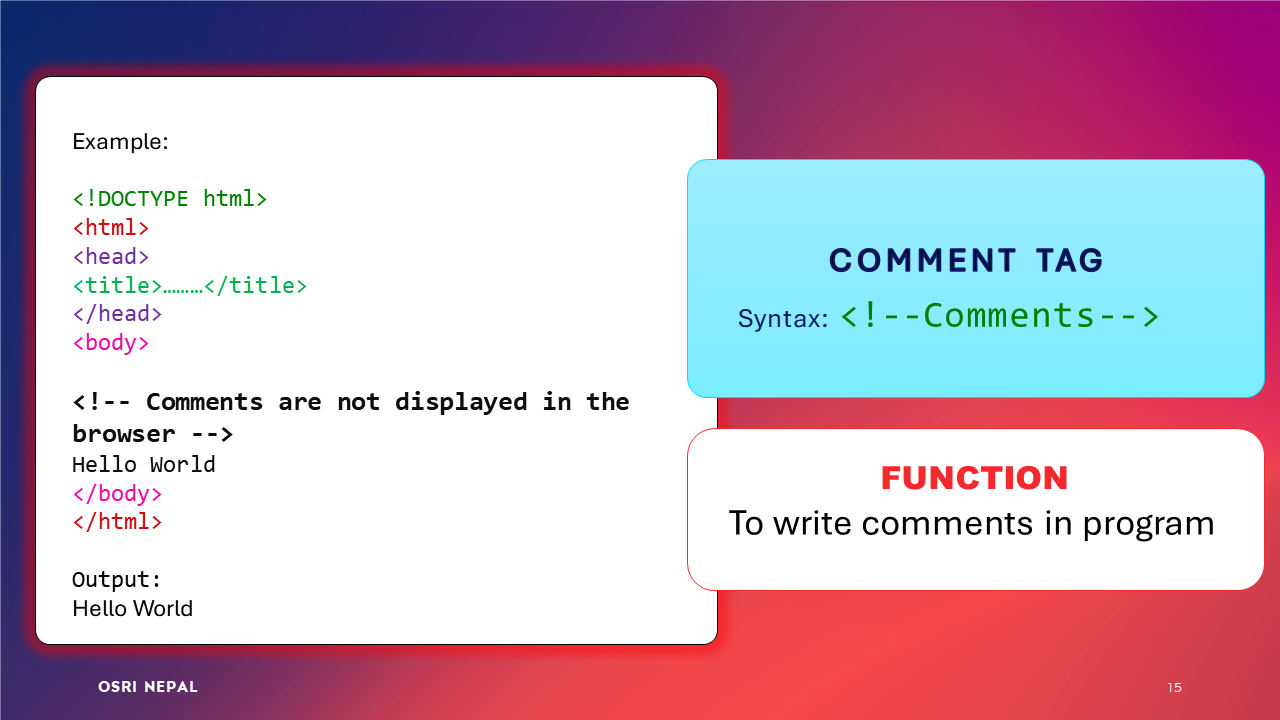 Example:
<!DOCTYPE html>
<html>
<head>
<title>………</title>
</head>
<body>
<!-- Comments are not displayed in the
browser -->
Hello World
</body>
</html>
Output:
Hello World
COMMENT TAG
Syntax: <!--Comments-->
FUNCTION
To write comments in program
OSRI NEPAL
15